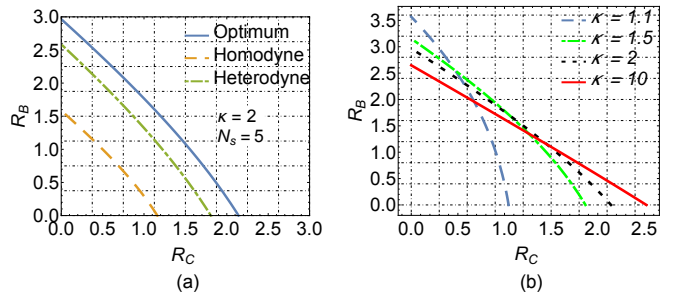 3.0
2.5
2.0
1.5
1.0
0.5
0.0
R_B
Optimum
Homodyne
Heterodyne
κ = 2
N_s = 5
0.0 0.5 1.0 1.5 2.0 2.5 3.0
R_C
(a)
3.5
3.0
2.5
2.0
1.5
1.0
0.5
0.0
R_B
κ = 1.1
κ = 1.5
κ = 2
κ = 10
0.0 0.5 1.0 1.5 2.0 2.5
R_C
(b)